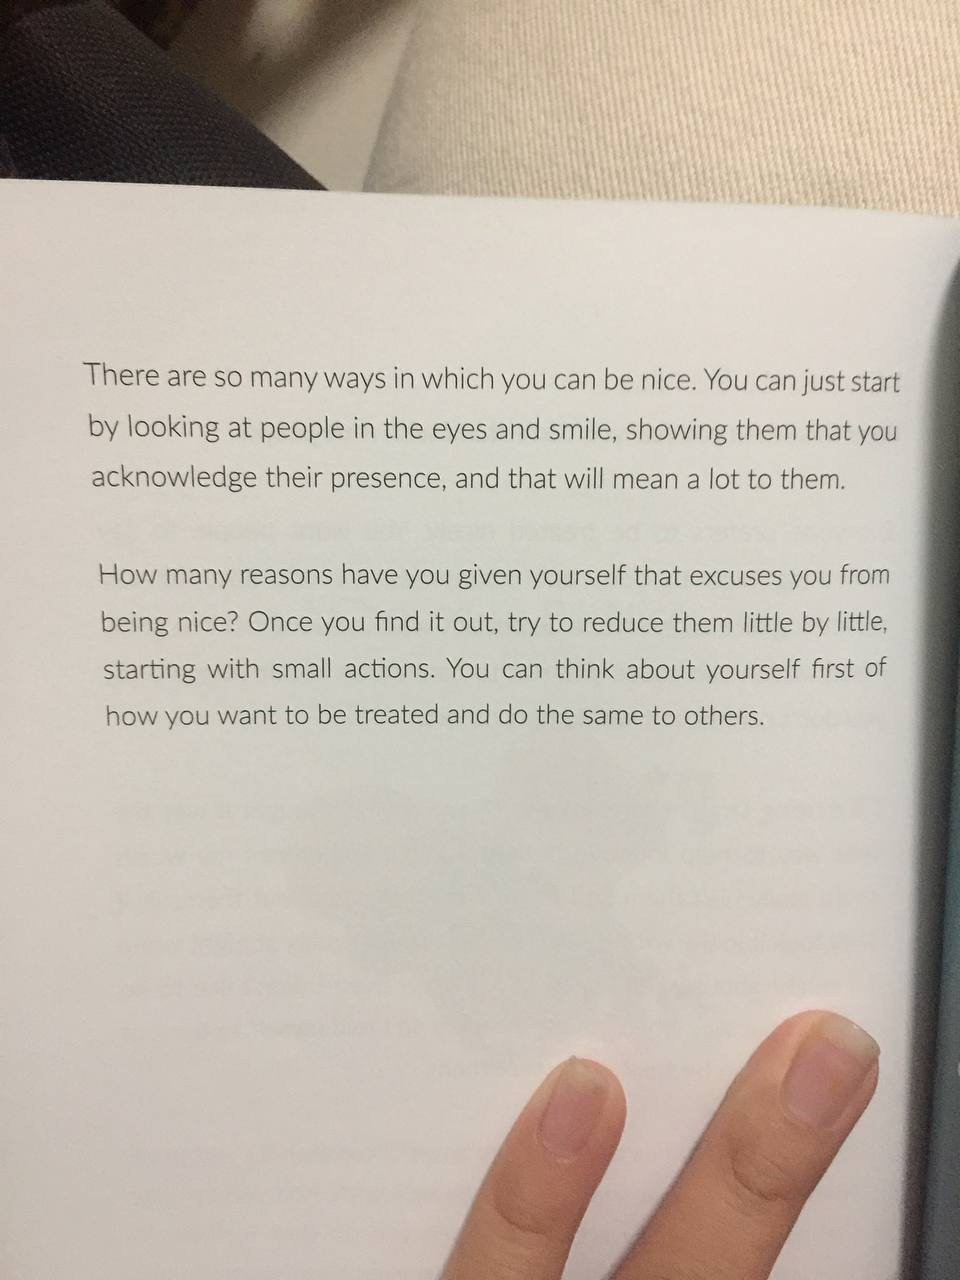 There are so many ways in which you can be nice. You can just start
by looking at people in the eyes and smile, showing them that you
acknowledge their presence, and that will mean a lot to them.
How many reasons have you given yourself that excuses you from
being nice? Once you find it out, try to reduce them little by little,
starting with small actions. You can think about yourself first of
how you want to be treated and do the same to others.